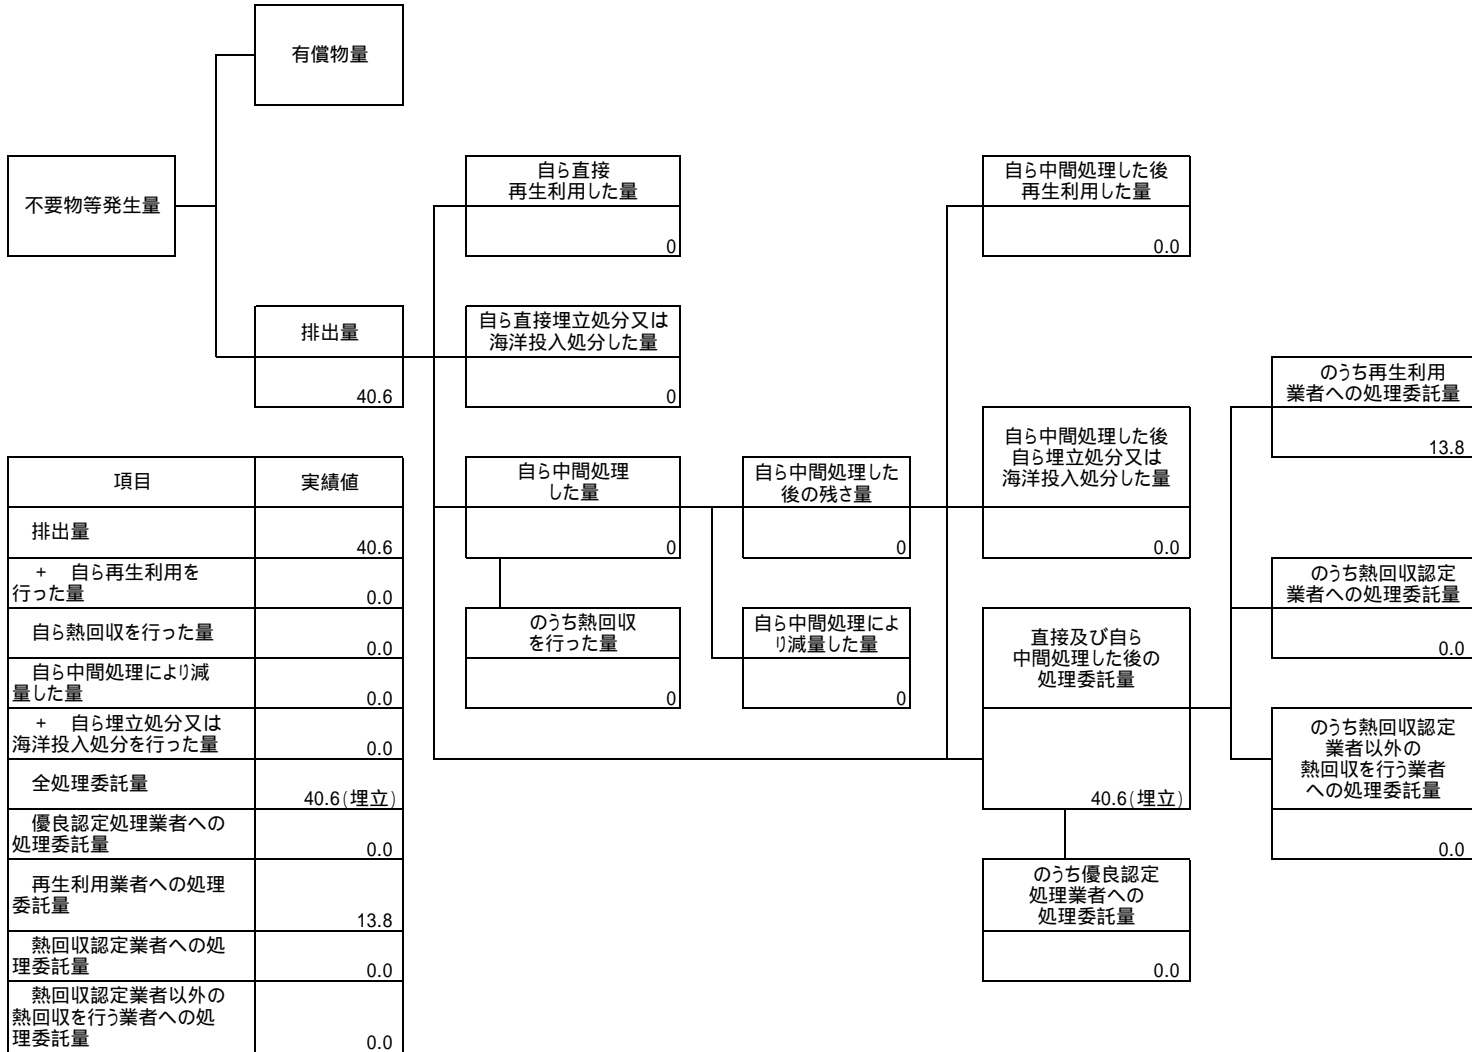 有償物量
不要物等発生量
自ら直接
再生利用した量
0
自ら中間処理した後
再生利用した量
0.0
排出量
40.6
自ら直接埋立処分又は
海洋投入処分した量
0
のうち再生利用
業者への処理委託量
13.8
自ら中間処理した後
自ら埋立処分又は
海洋投入処分した量
0.0
自ら中間処理
した量
0
自ら中間処理した
後の残さ量
0
のうち熱回収認定
業者への処理委託量
0.0
のうち熱回収
を行った量
0
自ら中間処理によ
り減量した量
0
直接及び自ら
中間処理した後の
処理委託量
40.6(埋立)
のうち熱回収認定
業者以外の
熱回収を行う業者
への処理委託量
0.0
のうち優良認定
処理業者への
処理委託量
0.0
項目 実績値
排出量
40.6
+ 自ら再生利用を
行った量
0.0
自ら熱回収を行った量
0.0
自ら中間処理により減
量した量
0.0
+ 自ら埋立処分又は
海洋投入処分を行った量
0.0
全処理委託量
40.6(埋立)
優良認定処理業者への
処理委託量
0.0
再生利用業者への処理
委託量
13.8
熱回収認定業者への処
理委託量
0.0
熱回収認定業者以外の
熱回収を行う業者への処
理委託量
0.0